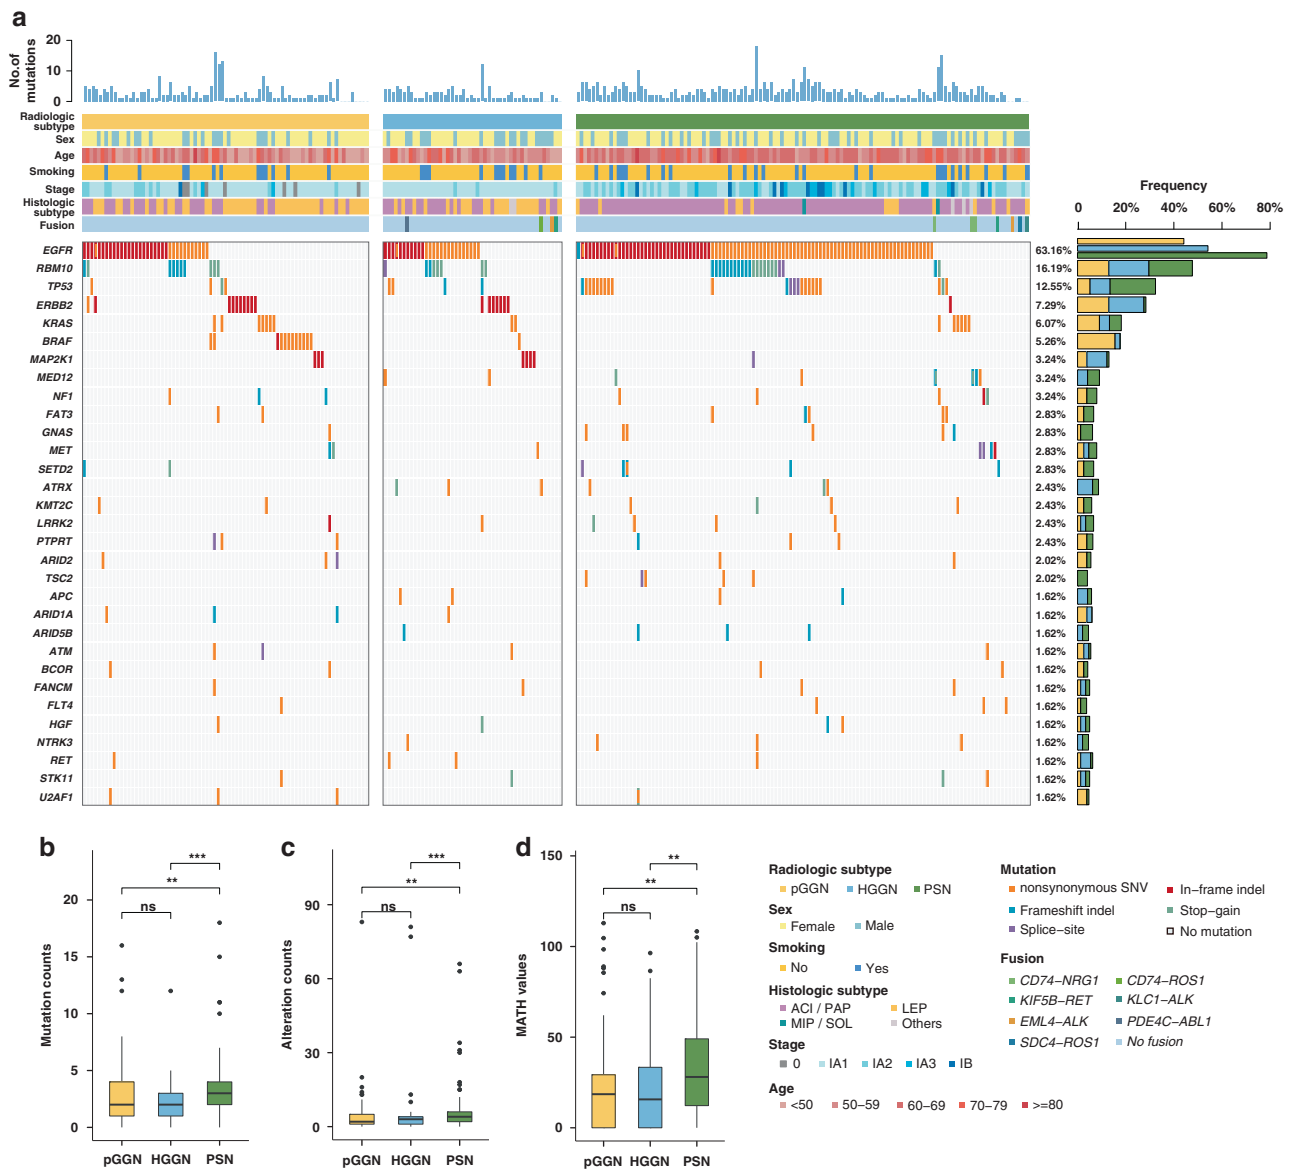 a
No.of mutations
20
10
0
Radiologic subtype
Sex
Age
Smoking
Stage
Histologic subtype
Fusion
Frequency
0 20% 40% 60% 80%
EGFR 63.16%
RBM10 16.19%
TP53 12.55%
ERBB2 7.29%
KRAS 6.07%
BRAF 5.26%
MAP2K1 3.24%
MED12 3.24%
NF1 3.24%
FAT3 2.83%
GNAS 2.83%
MET 2.83%
SETD2 2.83%
ATRX 2.43%
KMT2C 2.43%
LRRK2 2.43%
PTPRT 2.43%
ARID2 2.02%
TSC2 2.02%
APC 1.62%
ARID1A 1.62%
ARID5B 1.62%
ATM 1.62%
BCOR 1.62%
FANCM 1.62%
FLT4 1.62%
HGF 1.62%
NTRK3 1.62%
RET 1.62%
STK11 1.62%
U2AF1 1.62%
b
Mutation counts
20
15
10
5
0
***
**
ns
pGGN HGGN PSN
c
Alteration counts
90
60
30
0
***
**
ns
pGGN HGGN PSN
d
MATH values
150
100
50
0
**
**
ns
pGGN HGGN PSN
Radiologic subtype
pGGN HGGN PSN
Sex
Female Male
Smoking
No Yes
Histologic subtype
ACI / PAP LEP
MIP / SOL Others
Stage
0 IA1 IA2 IA3 IB
Age
<50 50−59 60−69 70−79 >=80
Mutation
nonsynonymous SNV In−frame indel
Frameshift indel Stop−gain
Splice−site No mutation
Fusion
CD74−NRG1 CD74−ROS1
KIF5B−RET KLC1−ALK
EML4−ALK PDE4C−ABL1
SDC4−ROS1 No fusion